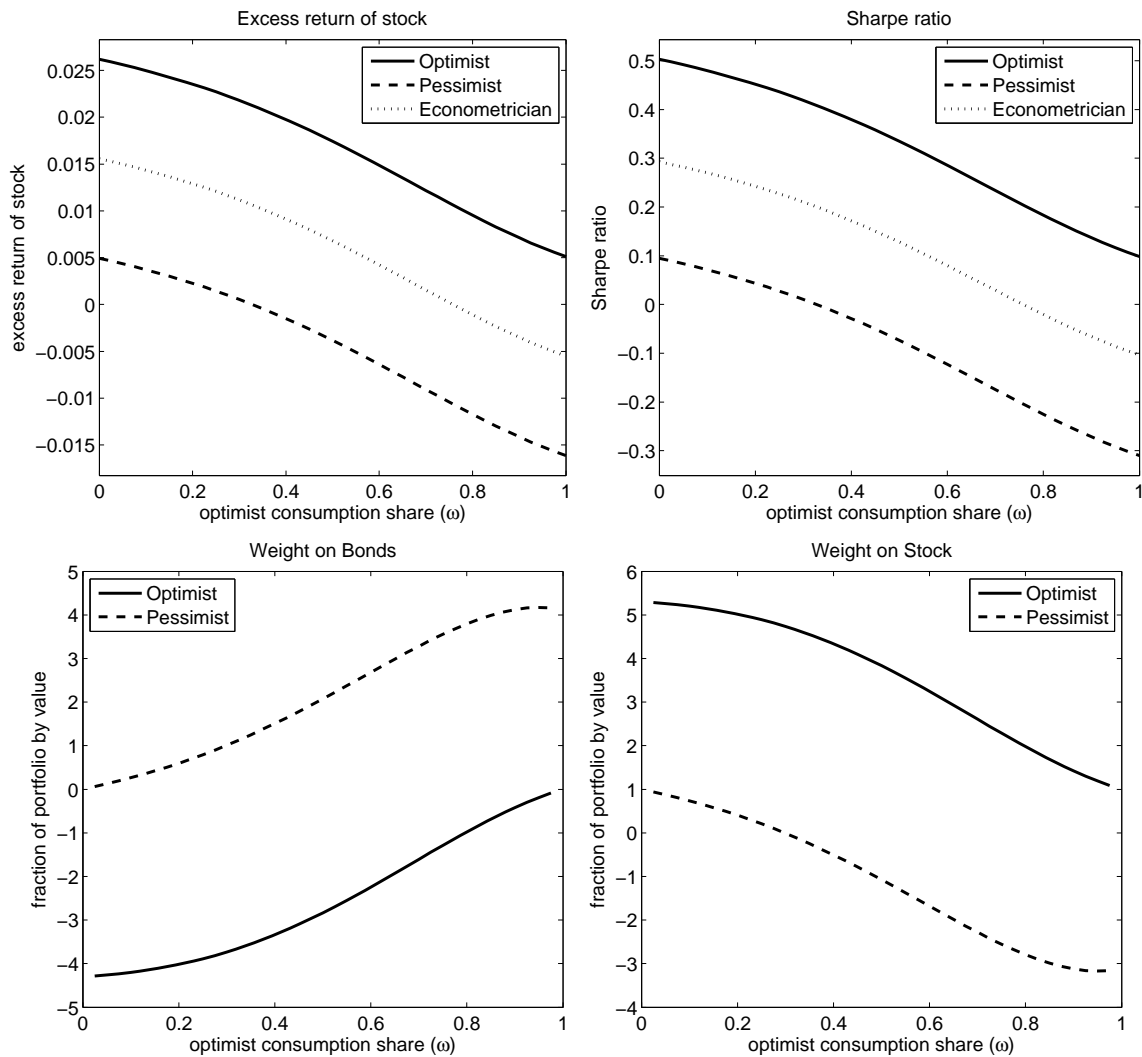 Excess return of stock
Optimist
Pessimist
Econometrician
0.025
0.02
0.015
0.01
0.005
0
−0.005
−0.01
−0.015
excess return of stock
0 0.2 0.4 0.6 0.8 1
optimist consumption share (ω)
Sharpe ratio
Optimist
Pessimist
Econometrician
0.5
0.4
0.3
0.2
0.1
0
−0.1
−0.2
−0.3
Sharpe ratio
0 0.2 0.4 0.6 0.8 1
optimist consumption share (ω)
Weight on Bonds
Optimist
Pessimist
5
4
3
2
1
0
−1
−2
−3
−4
−5
fraction of portfolio by value
0 0.2 0.4 0.6 0.8 1
optimist consumption share (ω)
Weight on Stock
Optimist
Pessimist
6
5
4
3
2
1
0
−1
−2
−3
−4
fraction of portfolio by value
0 0.2 0.4 0.6 0.8 1
optimist consumption share (ω)